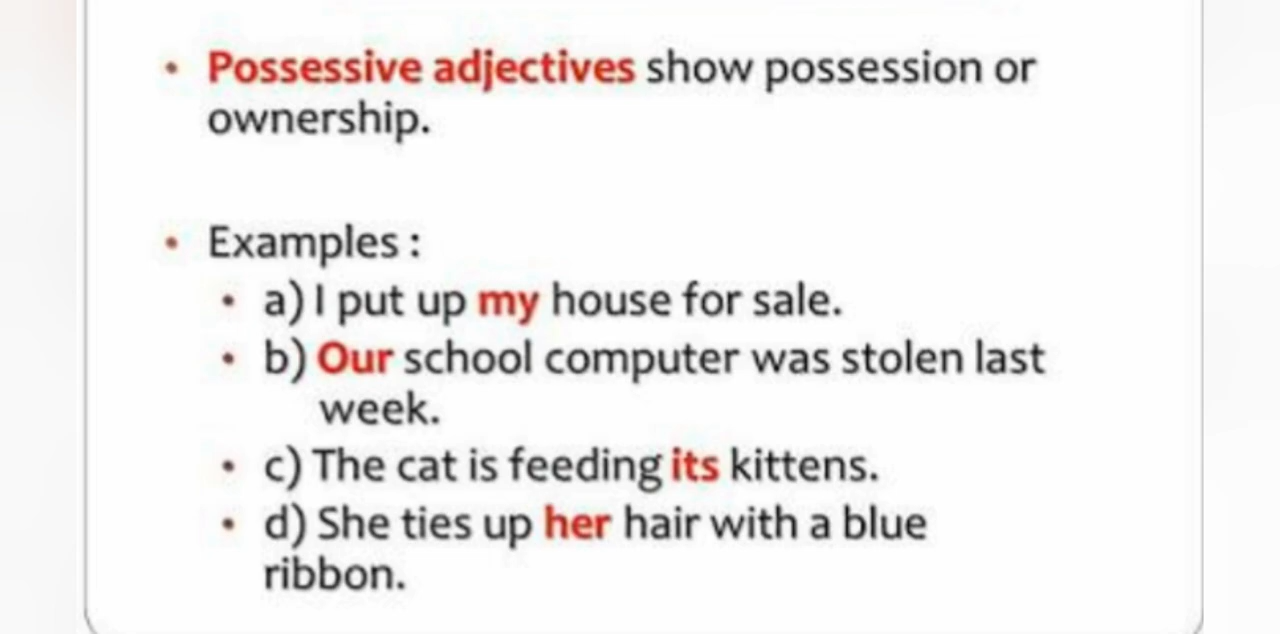 • Possessive adjectives show possession or
ownership.
• Examples :
• a) I put up my house for sale.
• b) Our school computer was stolen last
week.
• c) The cat is feeding its kittens.
• d) She ties up her hair with a blue
ribbon.